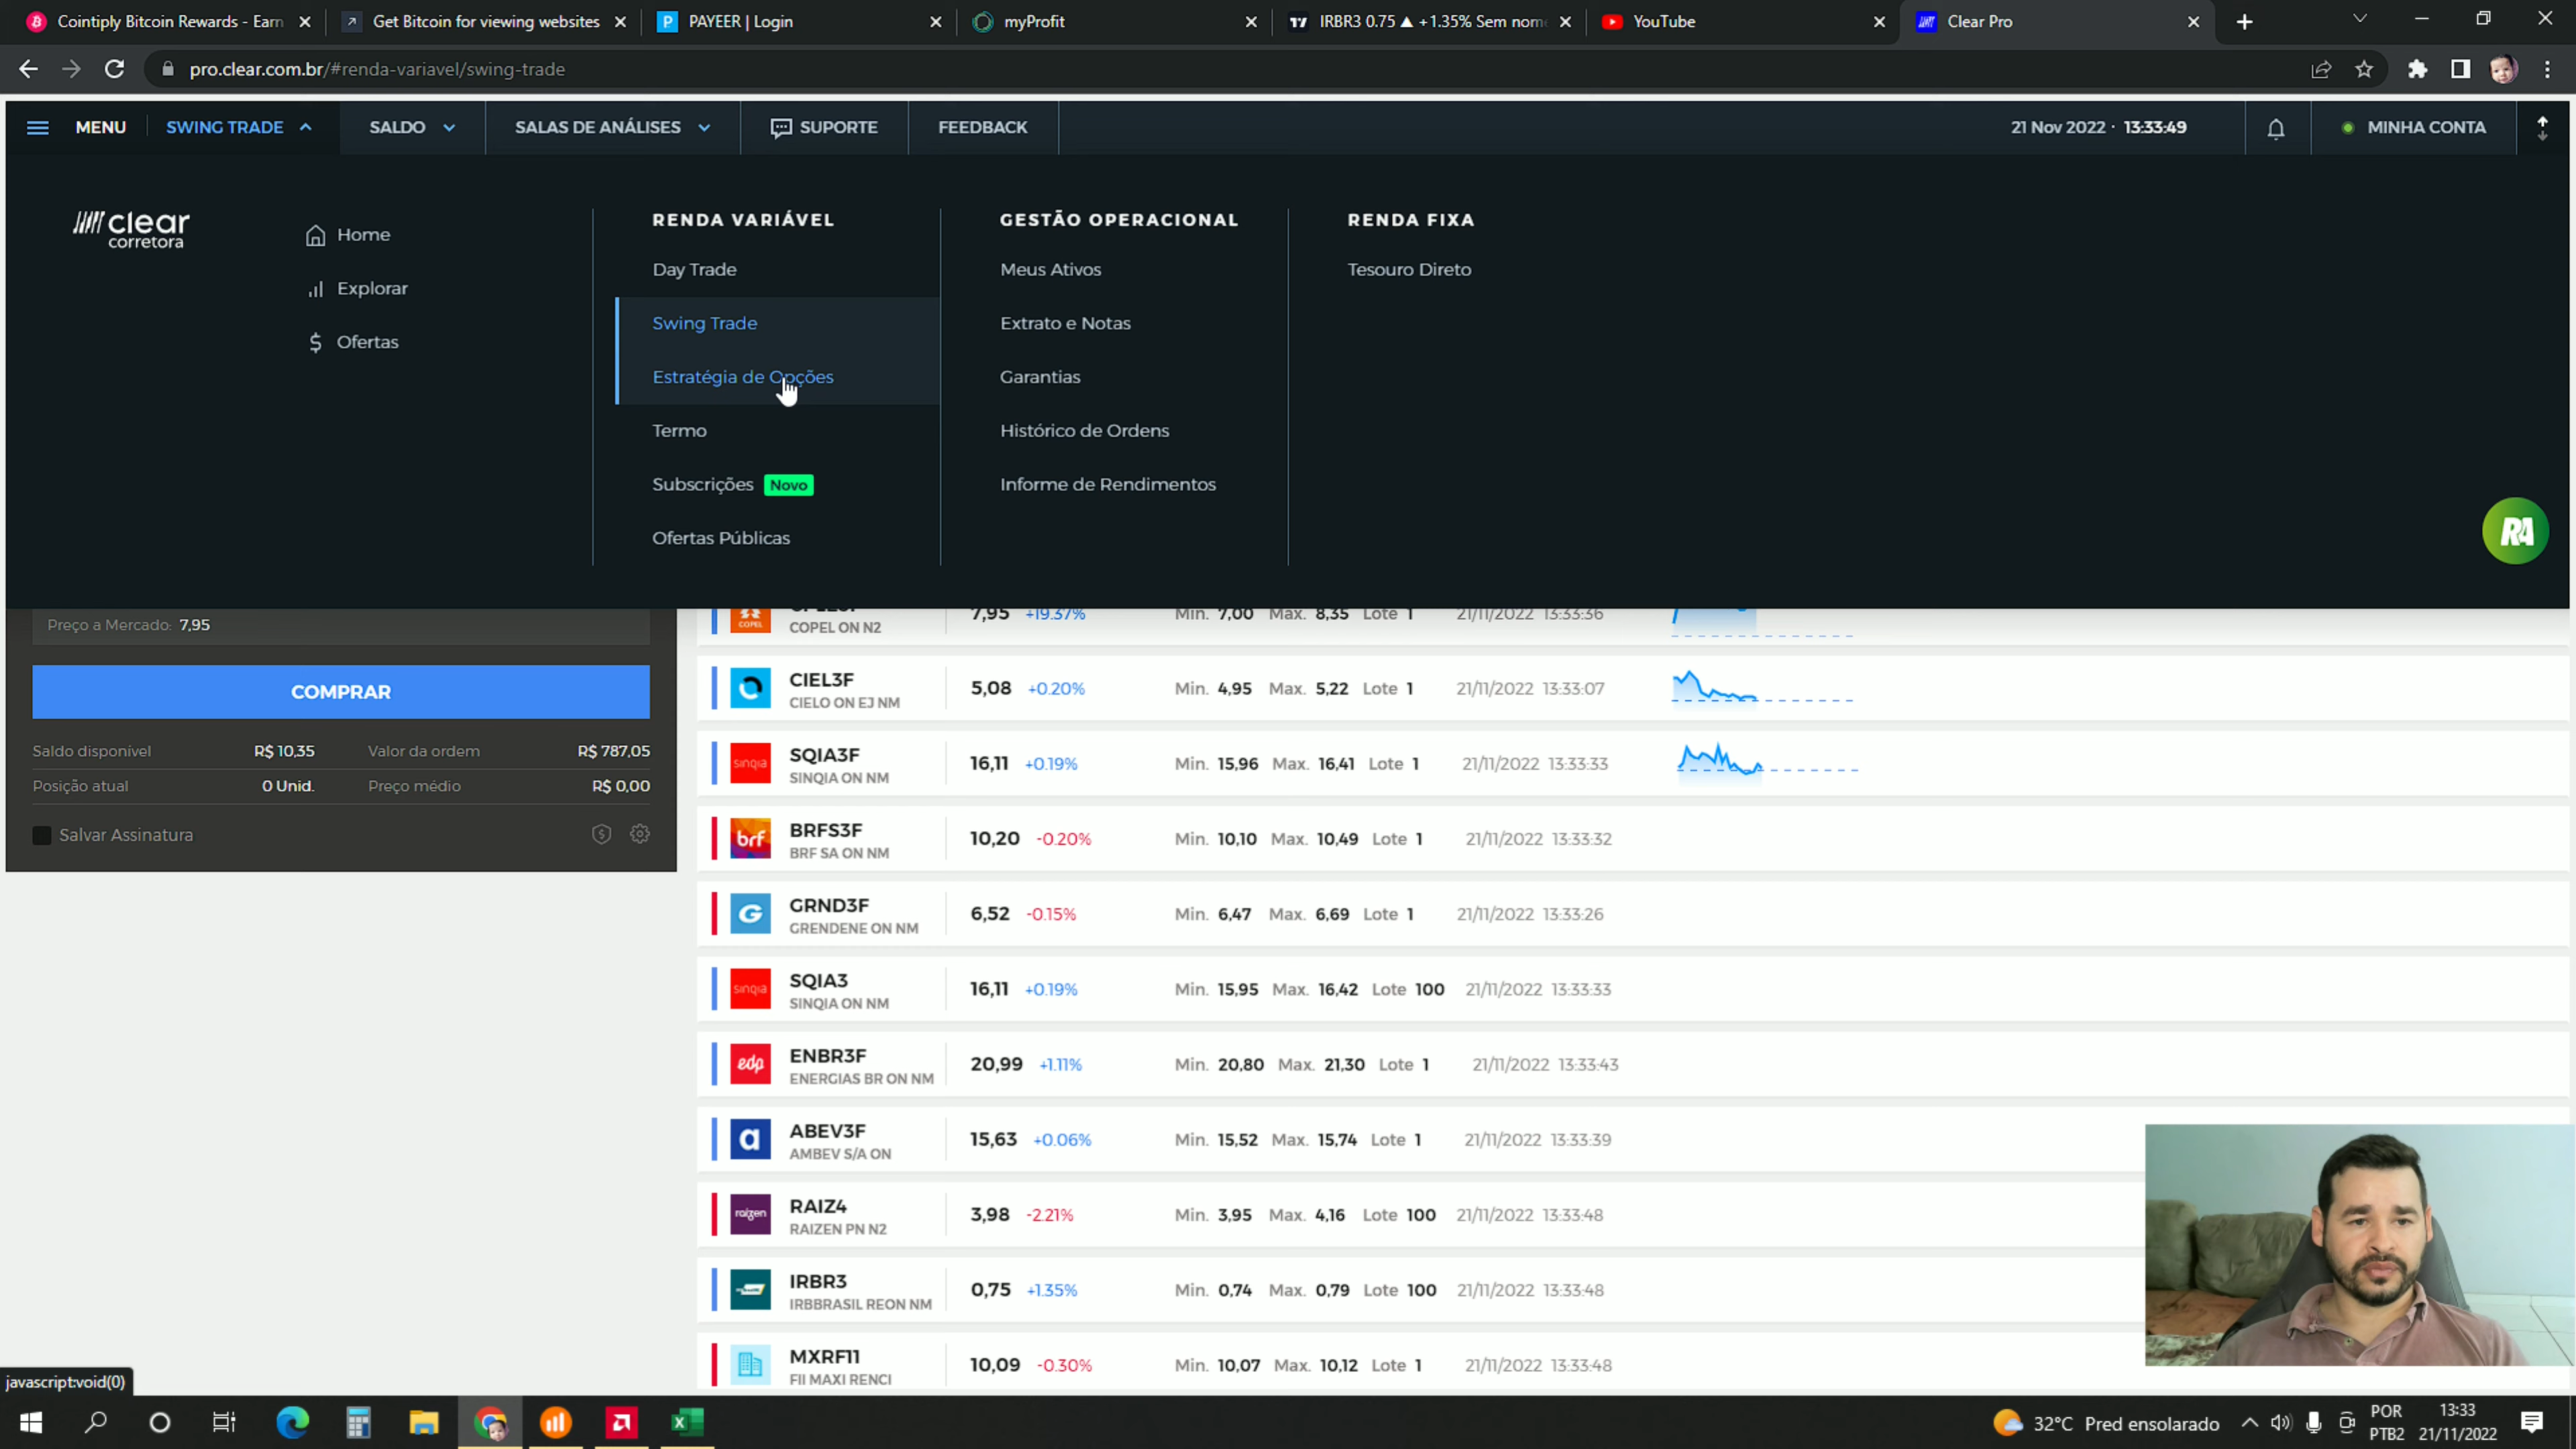 Cointiply Bitcoin Rewards - Earn
Get Bitcoin for viewing websites
PAYEER | Login
myProfit
IRBR3 0.75 ▲ +1.35% Sem nome
YouTube
Clear Pro
pro.clear.com.br/#renda-variavel/swing-trade
MENU
SWING TRADE
SALDO
SALAS DE ANÁLISES
SUPORTE
FEEDBACK
21 Nov 2022 · 13:33:49
MINHA CONTA
clear
corretora
Home
Explorar
Ofertas
RENDA VARIÁVEL
Day Trade
Swing Trade
Estratégia de Opções
Termo
Subscrições Novo
Ofertas Públicas
GESTÃO OPERACIONAL
Meus Ativos
Extrato e Notas
Garantias
Histórico de Ordens
Informe de Rendimentos
RENDA FIXA
Tesouro Direto
RA
Preço a Mercado: 7,95
COMPRAR
Saldo disponível R$ 10,35 Valor da ordem R$ 787,05
Posição atual 0 Unid. Preço médio R$ 0,00
Salvar Assinatura
COPEL
COPEL ON N2
7,95 +19.37% Min. 7,00 Max. 8,35 Lote 1 21/11/2022 13:33:36
CIEL3F
CIELO ON EJ NM
5,08 +0.20% Min. 4,95 Max. 5,22 Lote 1 21/11/2022 13:33:07
sinqia
SQIA3F
SINQIA ON NM
16,11 +0.19% Min. 15,96 Max. 16,41 Lote 1 21/11/2022 13:33:33
brf
BRFS3F
BRF SA ON NM
10,20 -0.20% Min. 10,10 Max. 10,49 Lote 1 21/11/2022 13:33:32
G
GRND3F
GRENDENE ON NM
6,52 -0.15% Min. 6,47 Max. 6,69 Lote 1 21/11/2022 13:33:26
sinqia
SQIA3
SINQIA ON NM
16,11 +0.19% Min. 15,95 Max. 16,42 Lote 100 21/11/2022 13:33:33
edp
ENBR3F
ENERGIAS BR ON NM
20,99 +1.11% Min. 20,80 Max. 21,30 Lote 1 21/11/2022 13:33:43
a
ABEV3F
AMBEV S/A ON
15,63 +0.06% Min. 15,52 Max. 15,74 Lote 1 21/11/2022 13:33:39
raízen
RAIZ4
RAIZEN PN N2
3,98 -2.21% Min. 3,95 Max. 4,16 Lote 100 21/11/2022 13:33:48
IRBR3
IRBBRASIL REON NM
0,75 +1.35% Min. 0,74 Max. 0,79 Lote 100 21/11/2022 13:33:48
MXRF11
FII MAXI RENCI
10,09 -0.30% Min. 10,07 Max. 10,12 Lote 1 21/11/2022 13:33:48
javascript:void(0)
32°C Pred ensolarado
POR
PTB2
13:33
21/11/2022